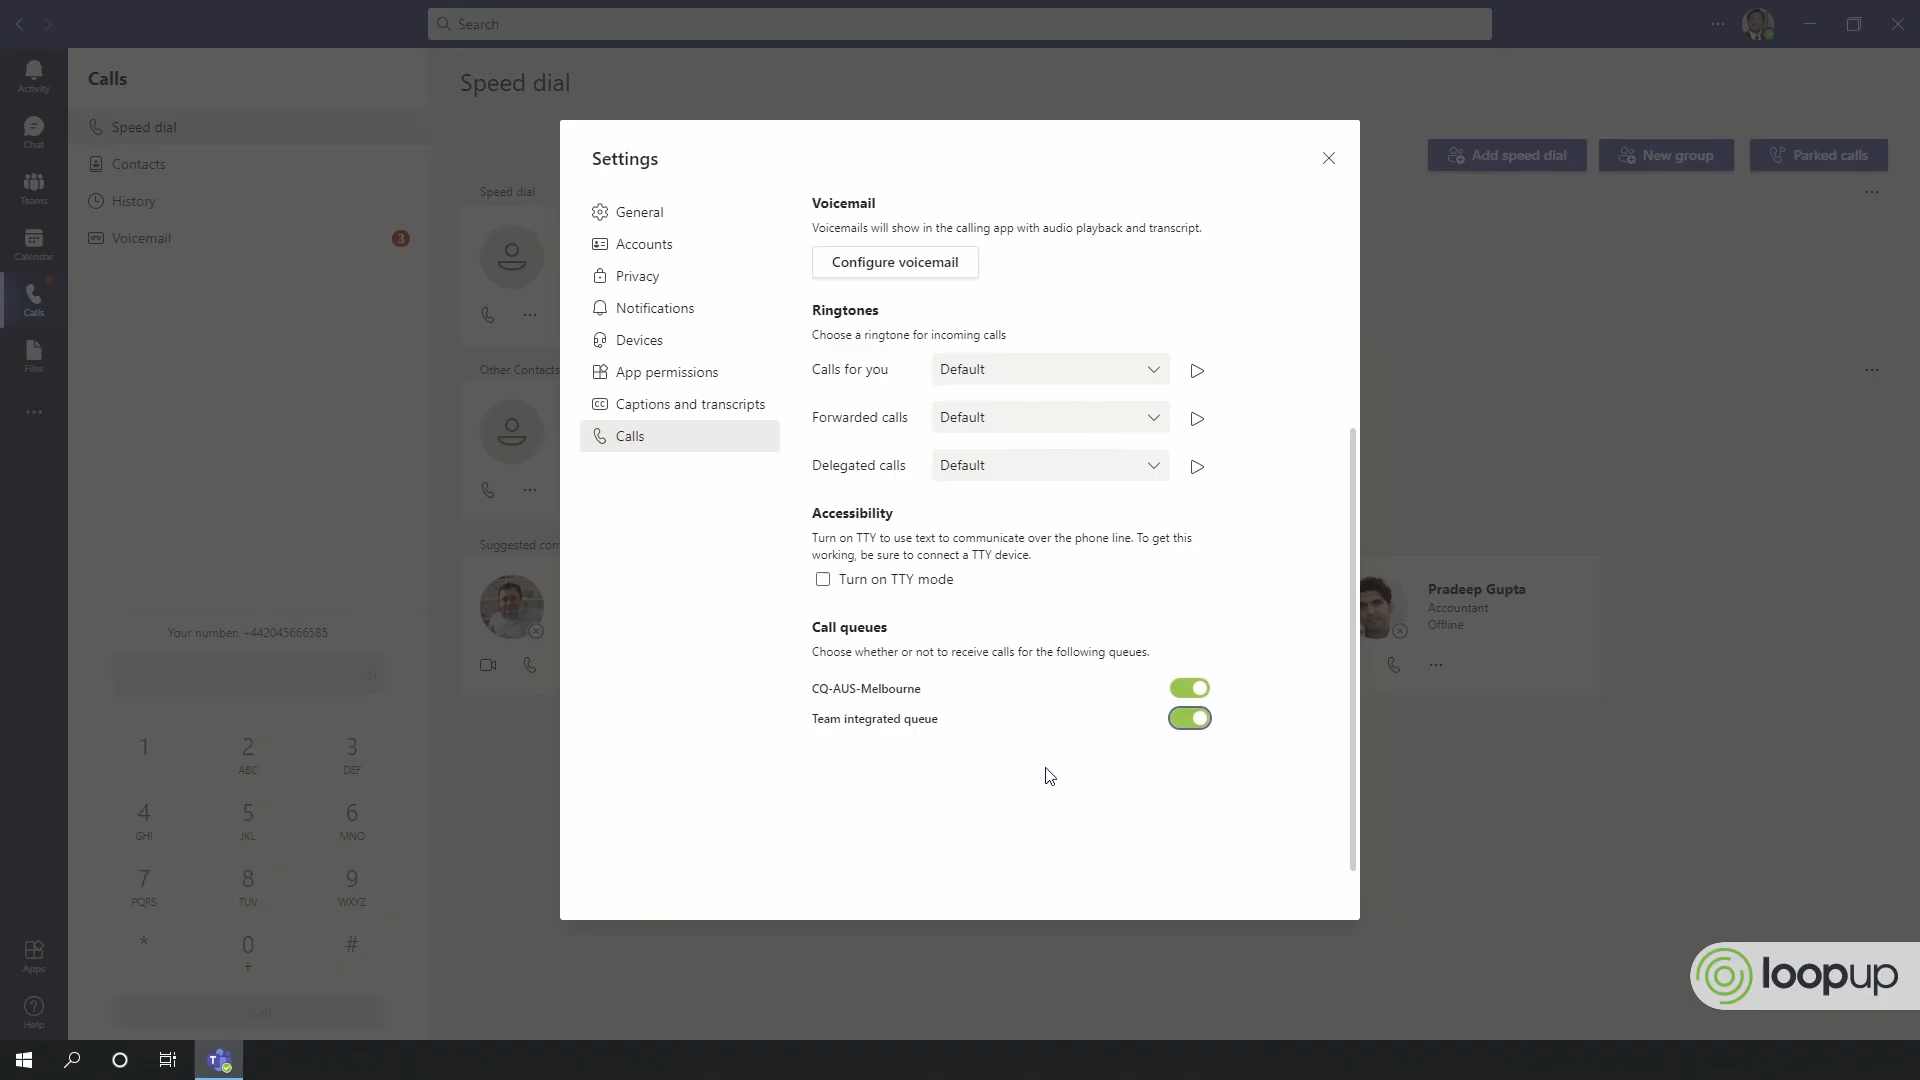 Search
Activity
Chat
Teams
Calendar
Calls
Files
Apps
Help
Calls
Speed dial
Contacts
History
Voicemail
3
Your number: +442045666585
1
2
ABC
3
DEF
4
GHI
5
JKL
6
MNO
7
PQRS
8
TUV
9
WXYZ
*
0
+
#
Call
Speed dial
Add speed dial
New group
Parked calls
Speed dial
Other Contacts
Suggested con
Pradeep Gupta
Accountant
Offline
Settings
General
Accounts
Privacy
Notifications
Devices
App permissions
CC Captions and transcripts
Calls
Voicemail
Voicemails will show in the calling app with audio playback and transcript.
Configure voicemail
Ringtones
Choose a ringtone for incoming calls
Calls for you Default
Forwarded calls Default
Delegated calls Default
Accessibility
Turn on TTY to use text to communicate over the phone line. To get this
working, be sure to connect a TTY device.
Turn on TTY mode
Call queues
Choose whether or not to receive calls for the following queues.
CQ-AUS-Melbourne
Team integrated queue
loopup
T